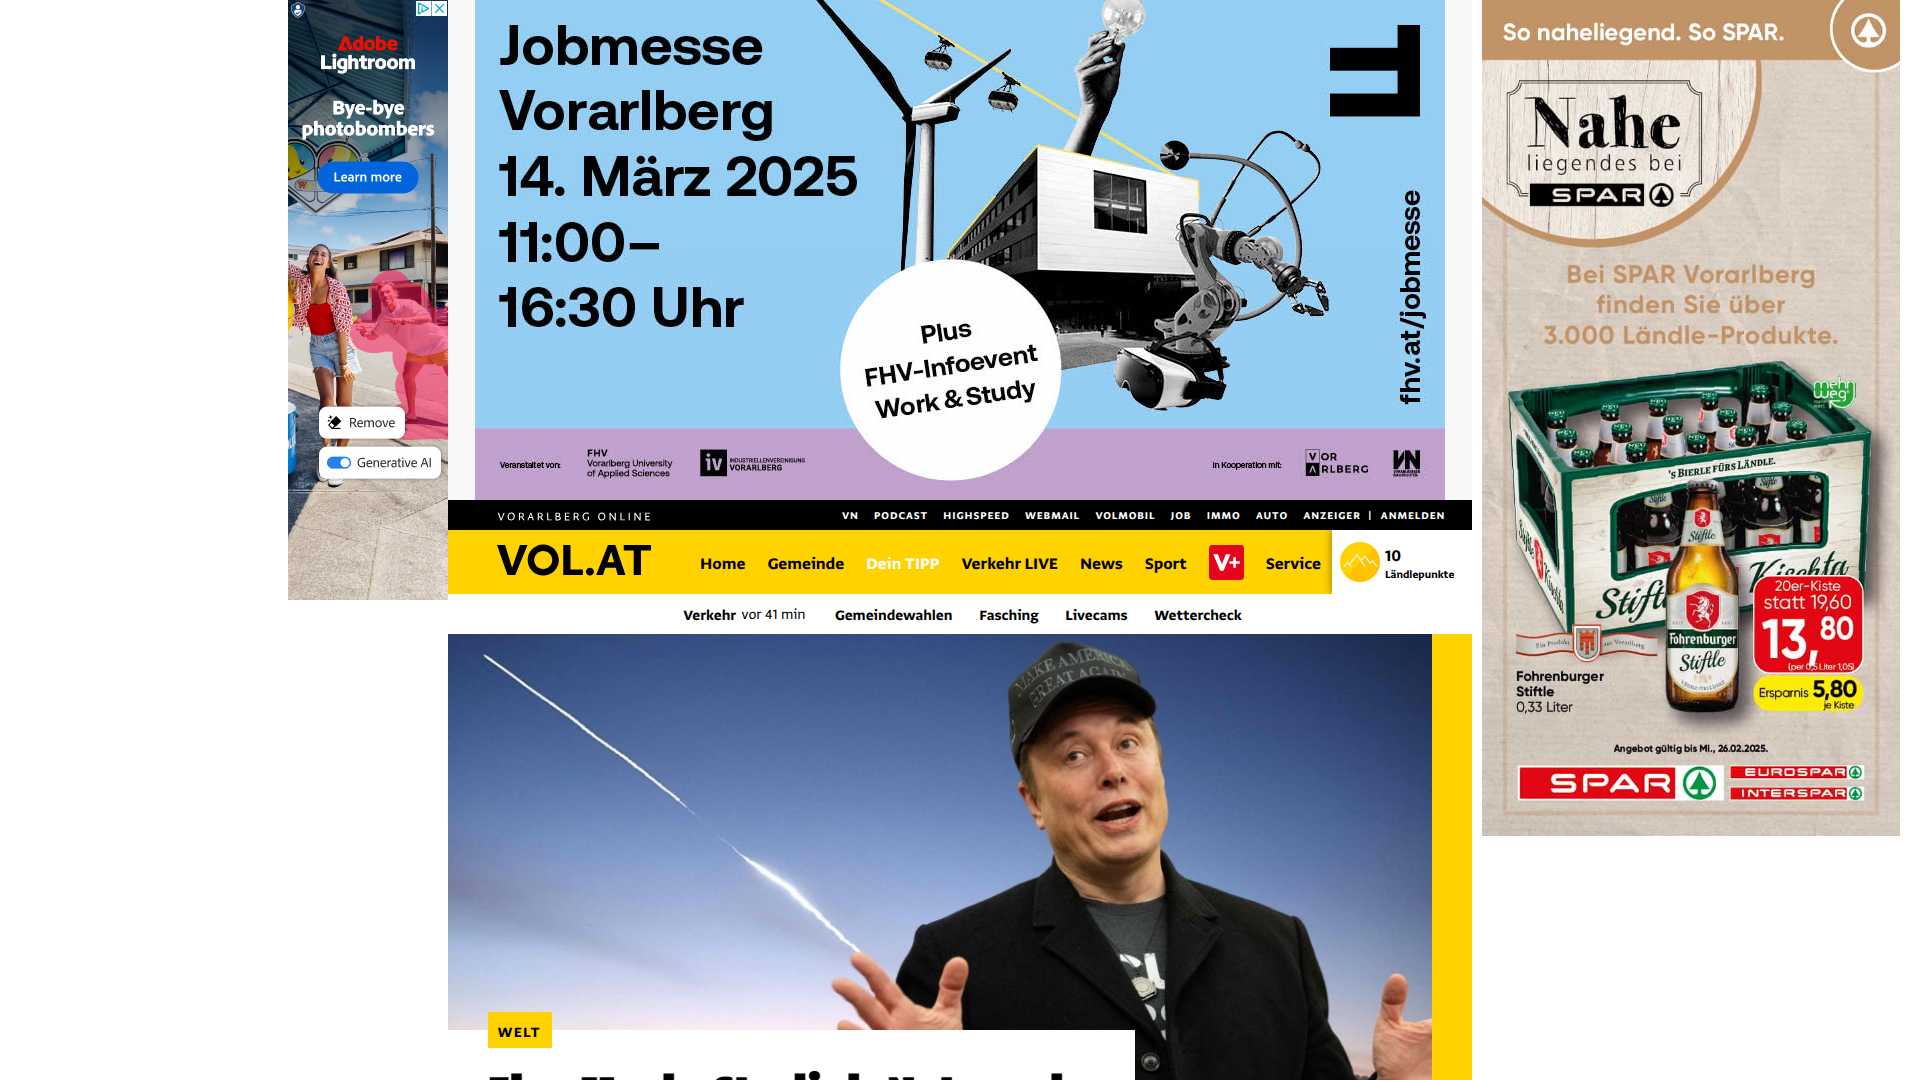 Adobe
Lightroom
Bye-bye
photobombers
Learn more
Remove
Generative AI
Jobmesse
Vorarlberg
14. März 2025
11:00–
16:30 Uhr
fhv.at/jobmesse
Plus
FHV-Infoevent
Work & Study
Veranstaltet von:
FHV
Vorarlberg University
of Applied Sciences
iv
INDUSTRIELLENVEREINIGUNG
VORARLBERG
In Kooperation mit:
VOR
ARLBERG
VN
So naheliegend. So SPAR.
Nahe
liegendes bei
SPAR
Bei SPAR Vorarlberg
finden Sie über
3.000 Ländle-Produkte.
mehr
weg
's BIERLE FÜRS LÄNDLE.
Stiftle
Kischta
Fohrenburger
Stiftle
20er-Kiste
statt 19,60
13,80
(per 0,5 Liter 1,05)
Ersparnis 5,80
je Kiste
Ein Produkt aus Vorarlberg
Fohrenburger
Stiftle
0,33 Liter
Angebot gültig bis Mi., 26.02.2025.
SPAR
EUROSPAR
INTERSPAR
VORARLBERG ONLINE
VN PODCAST HIGHSPEED WEBMAIL VOLMOBIL JOB IMMO AUTO ANZEIGER | ANMELDEN
VOL.AT
Home Gemeinde Dein TIPP Verkehr LIVE News Sport V+ Service
10
Ländlepunkte
Verkehr vor 41 min Gemeindewahlen Fasching Livecams Wettercheck
MAKE AMERICA
GREAT AGAIN
WELT